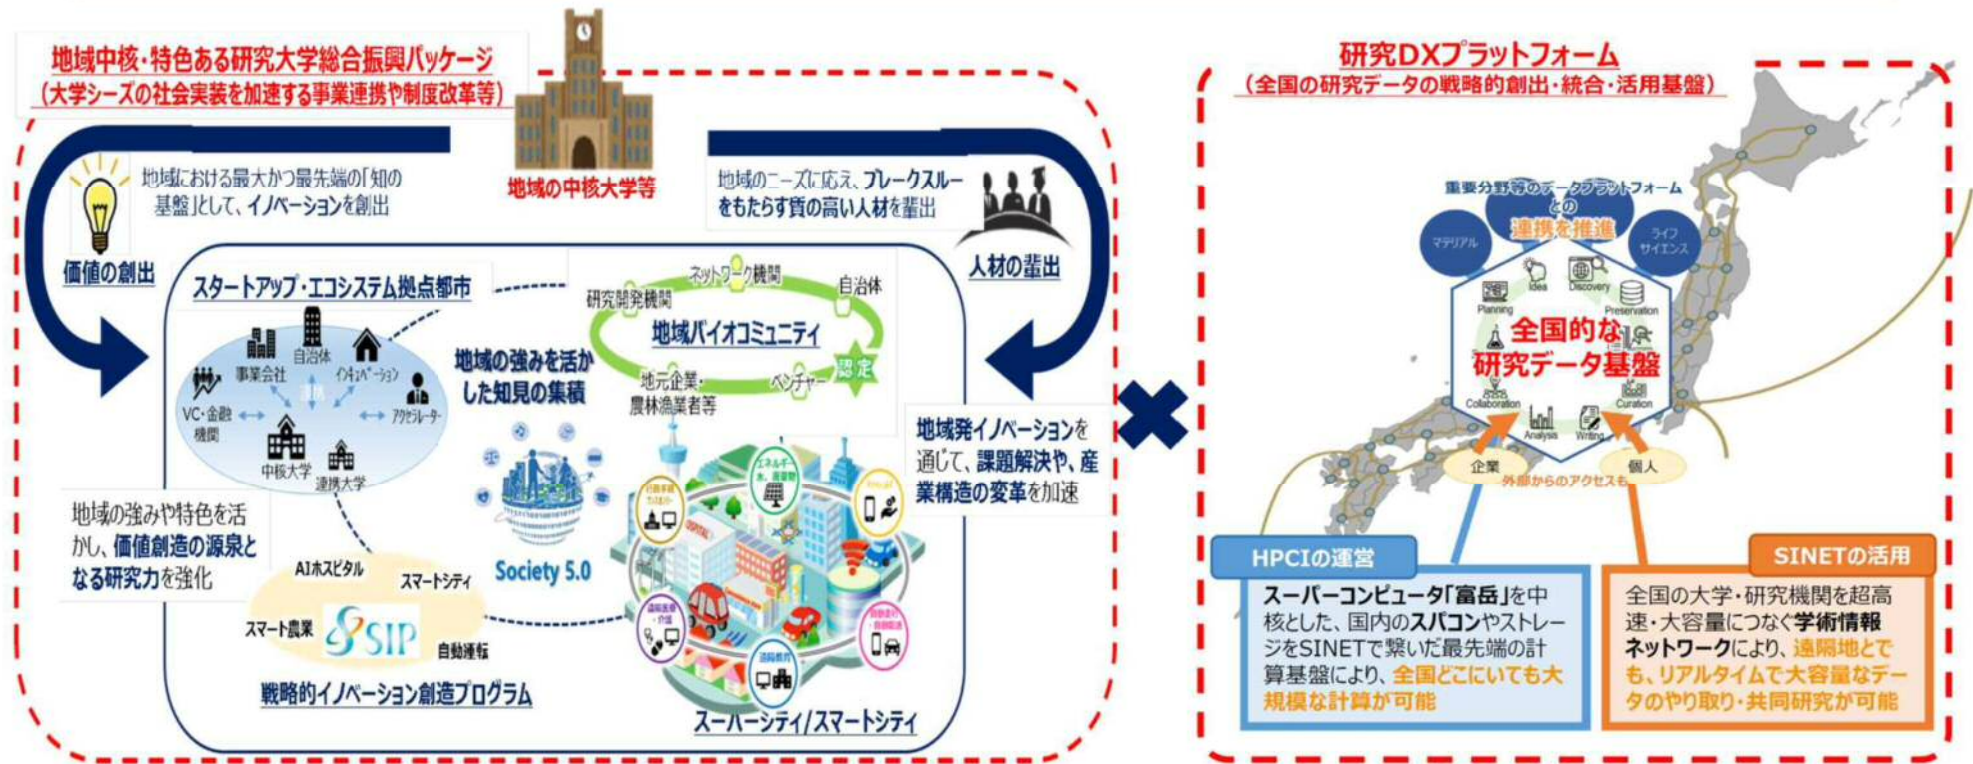 地域中核・特色ある研究大学総合振興パッケージ
(大学シーズの社会実装を加速する事業連携や制度改革等)
地域の中核大学等
地域における最大かつ最先端の「知の
基盤」として、イノベーションを創出
価値の創出
地域のニーズに応え、ブレークスルー
をもたらす質の高い人材を輩出
人材の輩出
スタートアップ・エコシステム拠点都市
事業会社
自治体
インキュベーション
VC・金融
機関
連携
アクセラレーター
中核大学
連携大学
地域の強みを活か
した知見の集積
ネットワーク機関
研究開発機関
自治体
地域バイオコミュニティ
認定
地元企業・
農林漁業者等
ベンチャー
地域発イノベーションを
通じて、課題解決や、産
業構造の変革を加速
地域の強みや特色を活
かし、価値創造の源泉と
なる研究力を強化
Society 5.0
AIホスピタル
スマートシティ
スマート農業
SIP
自動運転
戦略的イノベーション創造プログラム
エネルギー
遠隔医療
・介護
遠隔教育
スーパーシティ/スマートシティ
研究DXプラットフォーム
(全国の研究データの戦略的創出・統合・活用基盤)
重要分野等のデータプラットフォーム
との
連携を推進
マテリアル
ライフ
サイエンス
Idea
Discovery
Planning
Preservation
全国的な
研究データ基盤
Collaboration
Curation
Analysis
Writing
企業
個人
外部からのアクセスも
HPCIの運営
スーパーコンピュータ「富岳」を中
核とした、国内のスパコンやストレー
ジをSINETで繋いだ最先端の計
算基盤により、全国どこにいても大
規模な計算が可能
SINETの活用
全国の大学・研究機関を超高
速・大容量につなぐ学術情報
ネットワークにより、遠隔地とで
も、リアルタイムで大容量なデー
タのやり取り・共同研究が可能